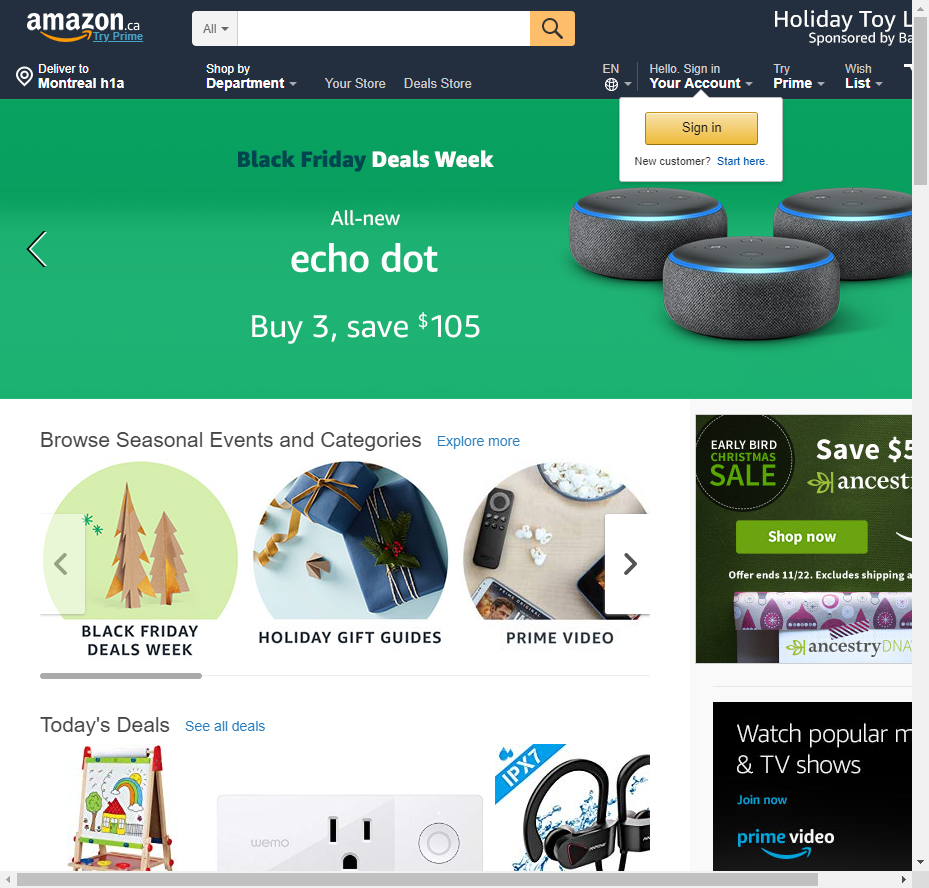 amazon.ca
Try Prime
All
Holiday Toy L
Sponsored by Ba
Deliver to
Montreal h1a
Shop by
Department
Your Store
Deals Store
EN
Hello. Sign in
Your Account
Try
Prime
Wish
List
Sign in
New customer? Start here.
Black Friday Deals Week
All-new
echo dot
Buy 3, save $105
Browse Seasonal Events and Categories
Explore more
BLACK FRIDAY
DEALS WEEK
HOLIDAY GIFT GUIDES
PRIME VIDEO
EARLY BIRD
CHRISTMAS
SALE
Save $5
ancestr
Shop now
Offer ends 11/22. Excludes shipping a
ancestryDNA
Today's Deals
See all deals
wemo
IPX7
Watch popular m
& TV shows
Join now
prime video